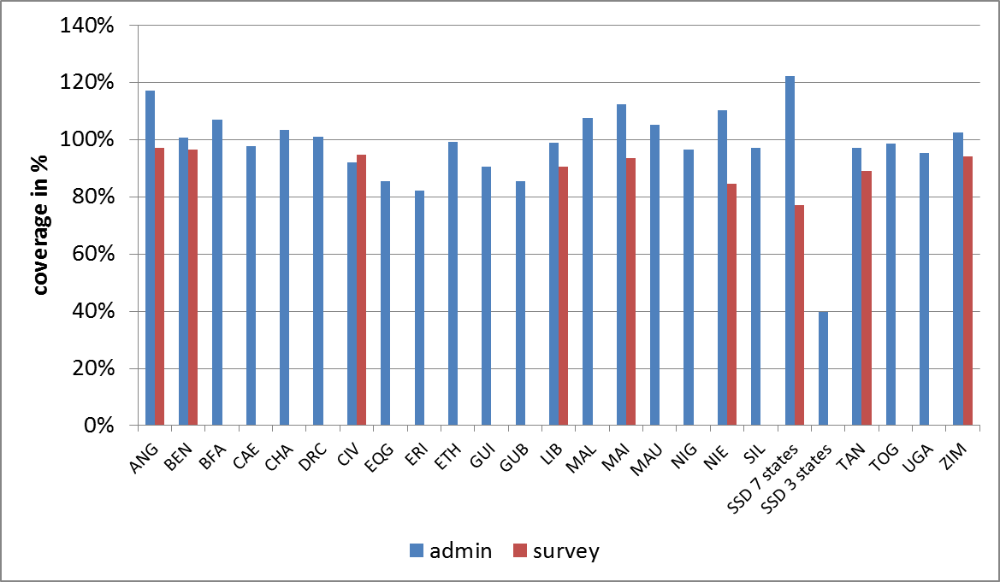 140%
120%
100%
80%
60%
40%
20%
0%
coverage in %
ANG
BEN
BFA
CAE
CHA
DRC
CIV
EQG
ERI
ETH
GUI
GUB
LIB
MAL
MAI
MAU
NIG
NIE
SIL
SSD 7 states
SSD 3 states
TAN
TOG
UGA
ZIM
admin
survey